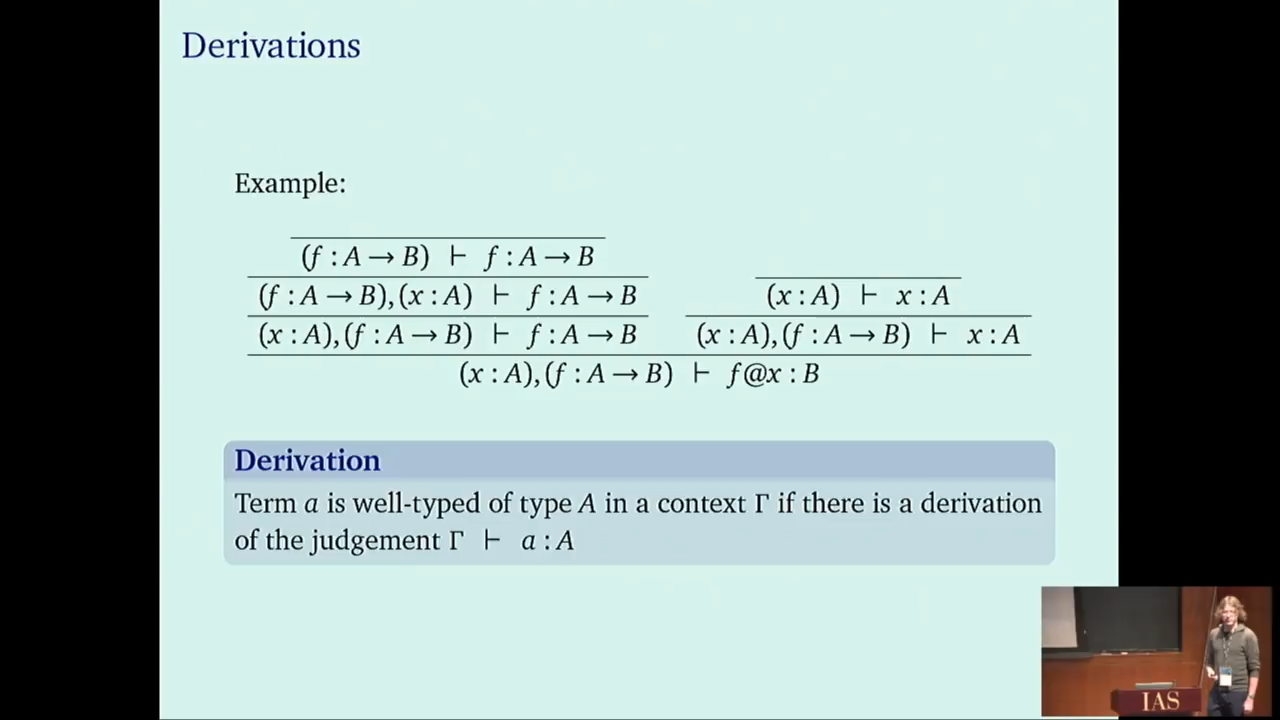 Derivations
Example:
(f : A → B) ⊢ f : A → B
(f : A → B), (x : A) ⊢ f : A → B
(x : A) ⊢ x : A
(x : A), (f : A → B) ⊢ f : A → B
(x : A), (f : A → B) ⊢ x : A
(x : A), (f : A → B) ⊢ f@x : B
Derivation
Term a is well-typed of type A in a context Γ if there is a derivation
of the judgement Γ ⊢ a : A
IAS